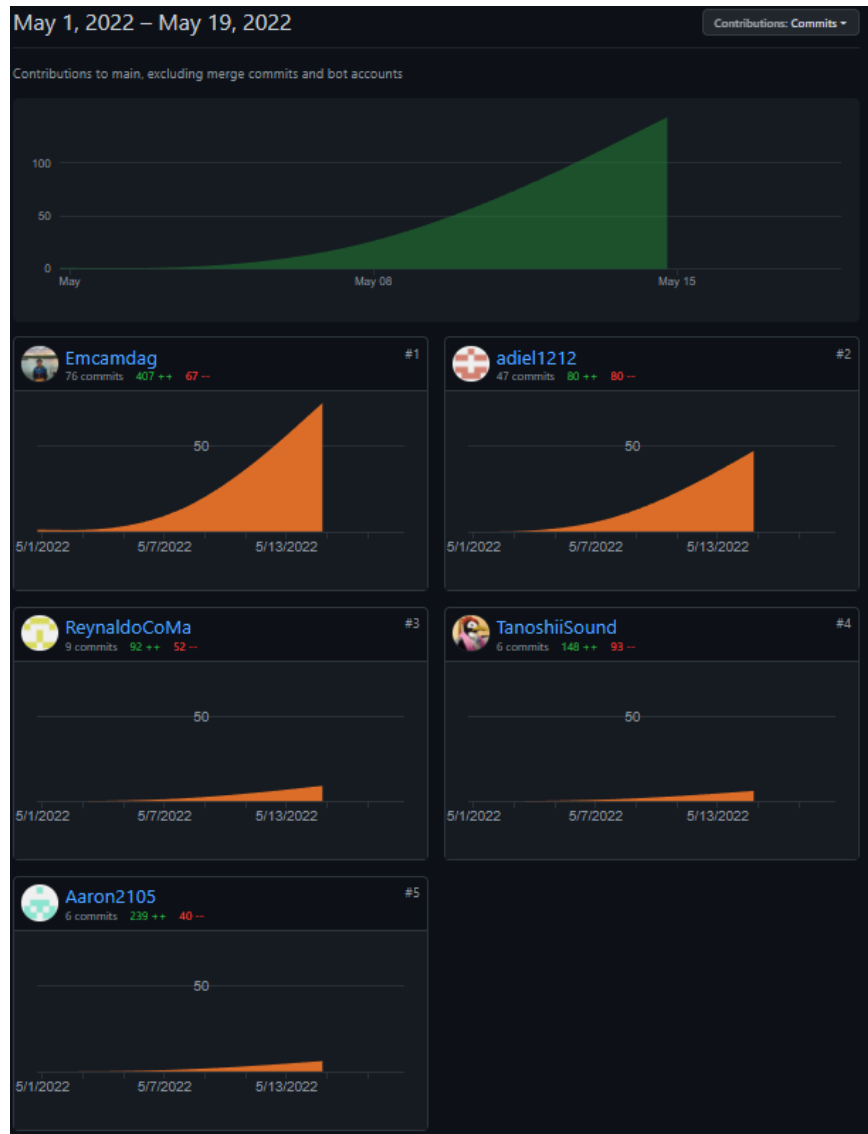 May 1, 2022 – May 19, 2022
Contributions: Commits
Contributions to main, excluding merge commits and bot accounts
100
50
0
May
May 08
May 15
Emcamdag
#1
76 commits 407 ++ 67 --
50
5/1/2022
5/7/2022
5/13/2022
adiel1212
#2
47 commits 80 ++ 80 --
50
5/1/2022
5/7/2022
5/13/2022
ReynaldoCoMa
#3
9 commits 92 ++ 52 --
50
5/1/2022
5/7/2022
5/13/2022
TanoshiiSound
#4
6 commits 148 ++ 93 --
50
5/1/2022
5/7/2022
5/13/2022
Aaron2105
#5
6 commits 239 ++ 40 --
50
5/1/2022
5/7/2022
5/13/2022